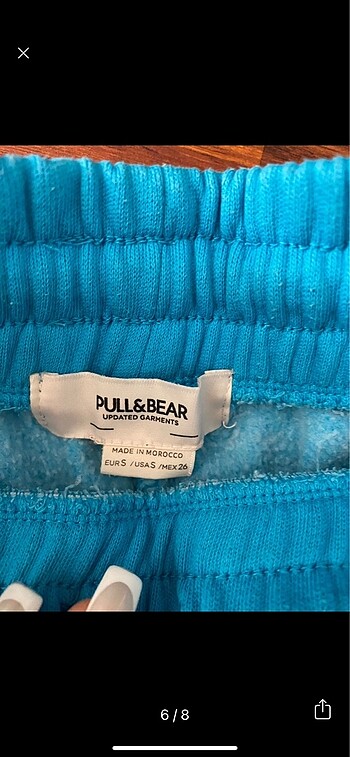 PULL&BEAR
UPDATED GARMENTS
MADE IN MOROCCO
EUR S / USA S / MEX 26
6 / 8